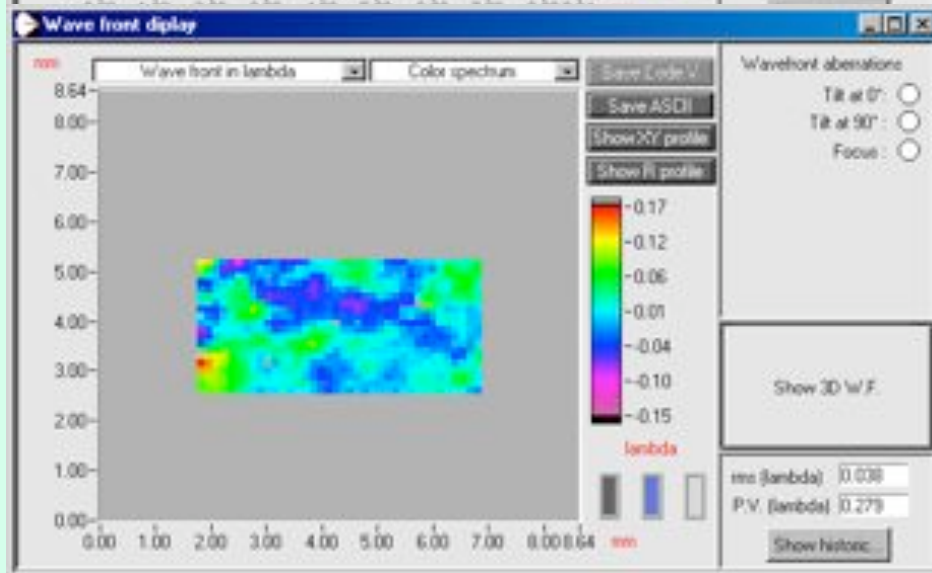 Wave front diplay
mm
Wave front in lambda
Color spectrum
Save Code V
Save ASCII
Show XY profile
Show R profile
8.64
8.00
7.00
6.00
5.00
4.00
3.00
2.00
1.00
0.00
0.00 1.00 2.00 3.00 4.00 5.00 6.00 7.00 8.00 8.64 mm
0.17
0.12
0.06
0.01
-0.04
-0.10
-0.15
lambda
Wavefront aberrations
Tilt at 0°:
Tilt at 90°:
Focus :
Show 3D W.F.
rms (lambda) 0.038
P.V. (lambda) 0.279
Show historic